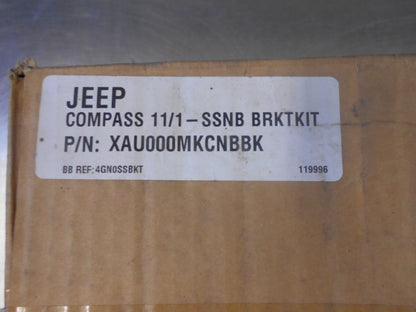 JEEP
COMPASS 11/1-SSNB BRKTKIT
P/N: XAU000MKCNBBK
BB REF: 4GN0SSBKT 119996